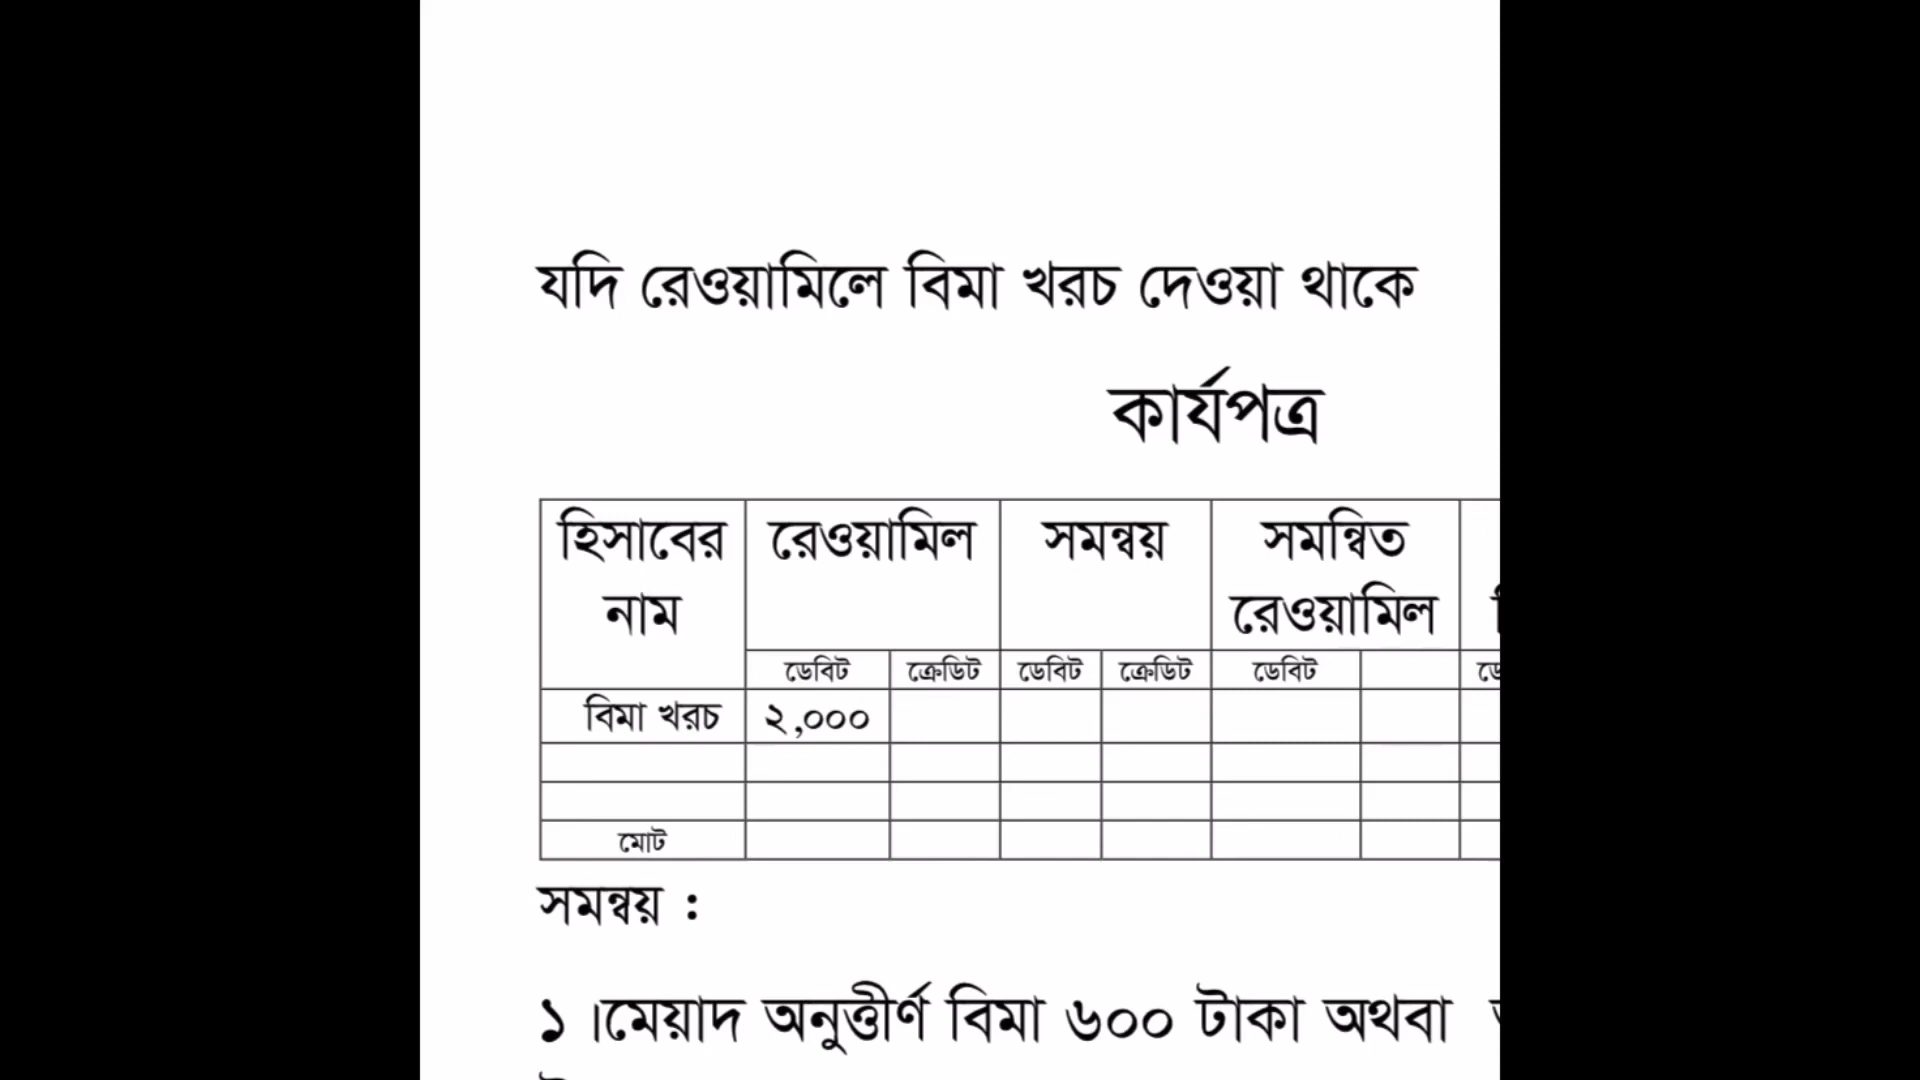 যদি রেওয়ামিলে বিমা খরচ দেওয়া থাকে
কার্যপত্র
হিসাবের নাম রেওয়ামিল সমন্বয় সমন্বিত রেওয়ামিল
ডেবিট ক্রেডিট ডেবিট ক্রেডিট ডেবিট
বিমা খরচ ২,০০০
মোট
সমন্বয় :
১।মেয়াদ অনুত্তীর্ণ বিমা ৬০০ টাকা অথবা